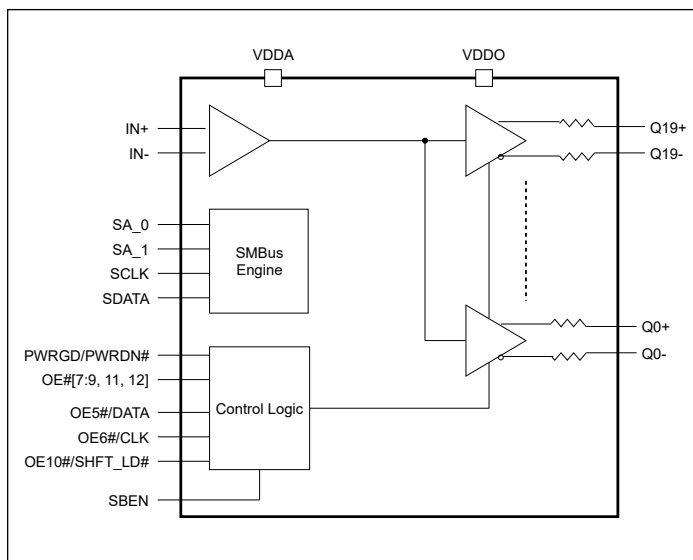 VDDA
VDDO
IN+
IN-
Q19+
Q19-
SA_0
SA_1
SCLK
SDATA
SMBus
Engine
Q0+
Q0-
PWRGD/PWRDN#
OE#[7:9, 11, 12]
OE5#/DATA
OE6#/CLK
OE10#/SHFT_LD#
Control Logic
SBEN